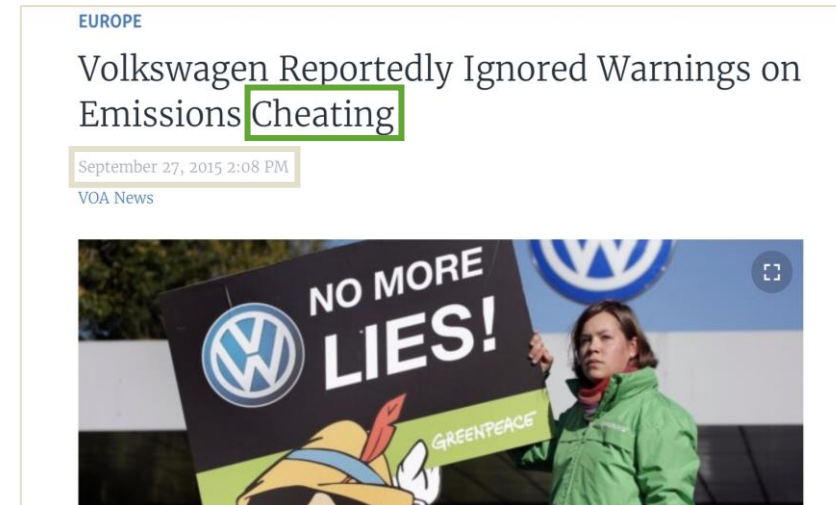 EUROPE
Volkswagen Reportedly Ignored Warnings on
Emissions Cheating
September 27, 2015 2:08 PM
VOA News
NO MORE
LIES!
GREENPEACE